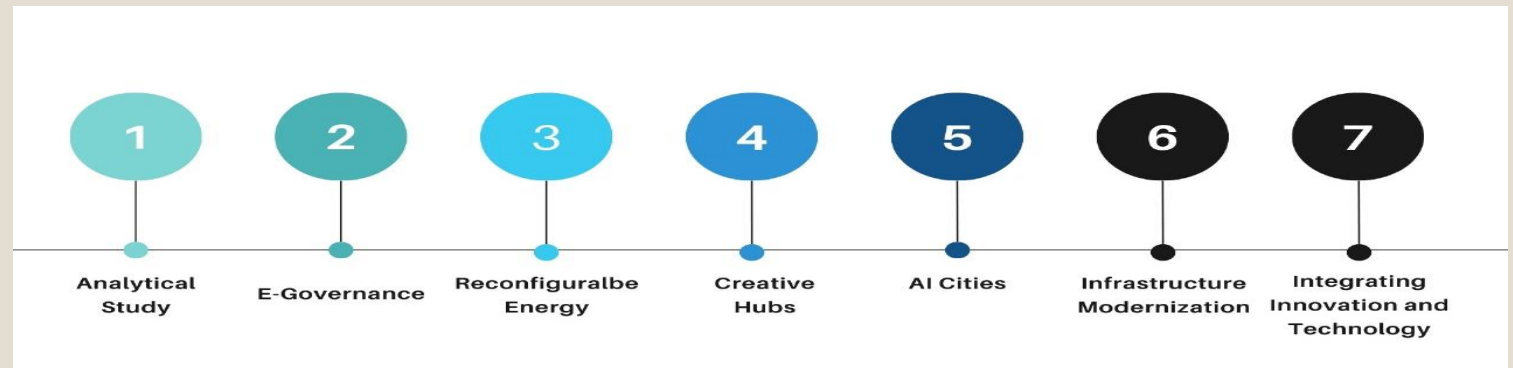 1
2
3
4
5
6
7
Analytical
Study
E-Governance
Reconfiguralbe
Energy
Creative
Hubs
AI Cities
Infrastructure
Modernization
Integrating
Innovation and
Technology